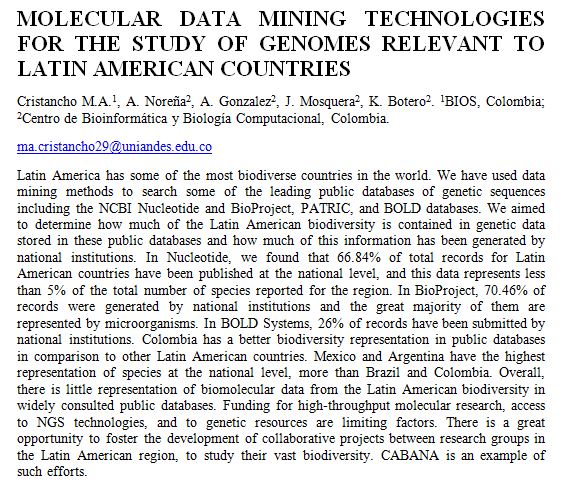 MOLECULAR DATA MINING TECHNOLOGIES
FOR THE STUDY OF GENOMES RELEVANT TO
LATIN AMERICAN COUNTRIES
Cristancho M.A.¹, A. Noreña², A. Gonzalez², J. Mosquera², K. Botero². ¹BIOS, Colombia;
²Centro de Bioinformática y Biología Computacional, Colombia.
ma.cristancho29@uniandes.edu.co
Latin America has some of the most biodiverse countries in the world. We have used data
mining methods to search some of the leading public databases of genetic sequences
including the NCBI Nucleotide and BioProject, PATRIC, and BOLD databases. We aimed
to determine how much of the Latin American biodiversity is contained in genetic data
stored in these public databases and how much of this information has been generated by
national institutions. In Nucleotide, we found that 66.84% of total records for Latin
American countries have been published at the national level, and this data represents less
than 5% of the total number of species reported for the region. In BioProject, 70.46% of
records were generated by national institutions and the great majority of them are
represented by microorganisms. In BOLD Systems, 26% of records have been submitted by
national institutions. Colombia has a better biodiversity representation in public databases
in comparison to other Latin American countries. Mexico and Argentina have the highest
representation of species at the national level, more than Brazil and Colombia. Overall,
there is little representation of biomolecular data from the Latin American biodiversity in
widely consulted public databases. Funding for high-throughput molecular research, access
to NGS technologies, and to genetic resources are limiting factors. There is a great
opportunity to foster the development of collaborative projects between research groups in
the Latin American region, to study their vast biodiversity. CABANA is an example of
such efforts.